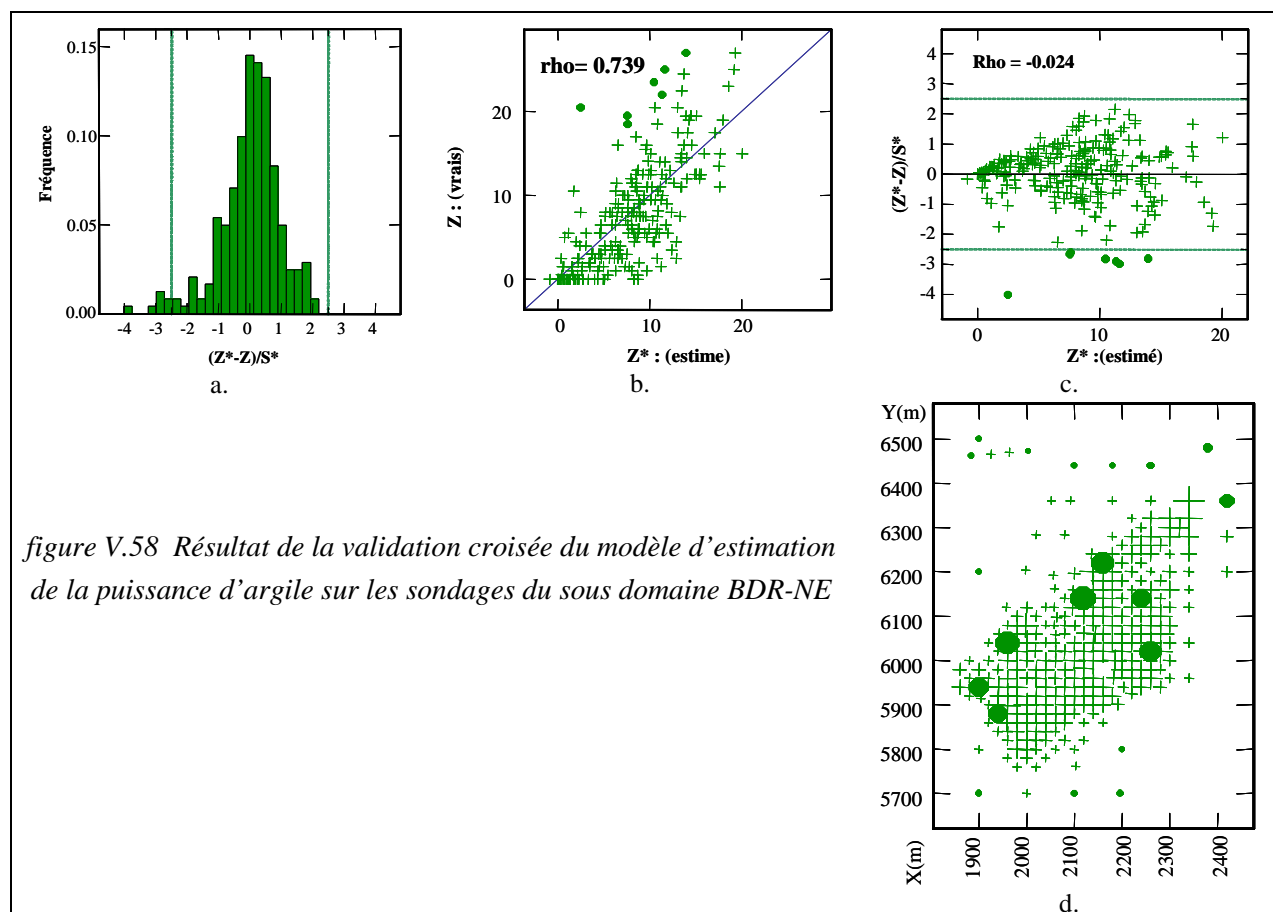 0.15
0.10
0.05
0.00
Fréquence
-4 -3 -2 -1 0 1 2 3 4
(Z*-Z)/S*
a.
rho= 0.739
20
10
0
Z : (vrais)
0 10 20
Z* : (estime)
b.
Rho = -0.024
4
3
2
1
0
-1
-2
-3
-4
(Z*-Z)/S*
0 10 20
Z* :(estimé)
c.
figure V.58 Résultat de la validation croisée du modèle d'estimation
de la puissance d'argile sur les sondages du sous domaine BDR-NE
Y(m)
6500
6400
6300
6200
6100
6000
5900
5800
5700
X(m)
1900
2000
2100
2200
2300
2400
d.